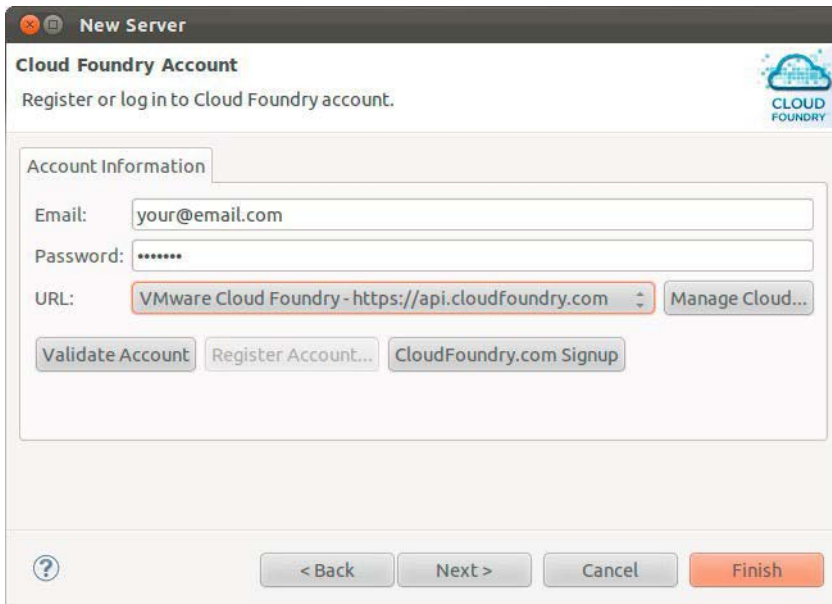 New Server
Cloud Foundry Account
Register or log in to Cloud Foundry account.
CLOUD
FOUNDRY
Account Information
Email: your@email.com
Password: •••••••
URL: VMware Cloud Foundry - https://api.cloudfoundry.com Manage Cloud...
Validate Account Register Account... CloudFoundry.com Signup
? < Back Next > Cancel Finish